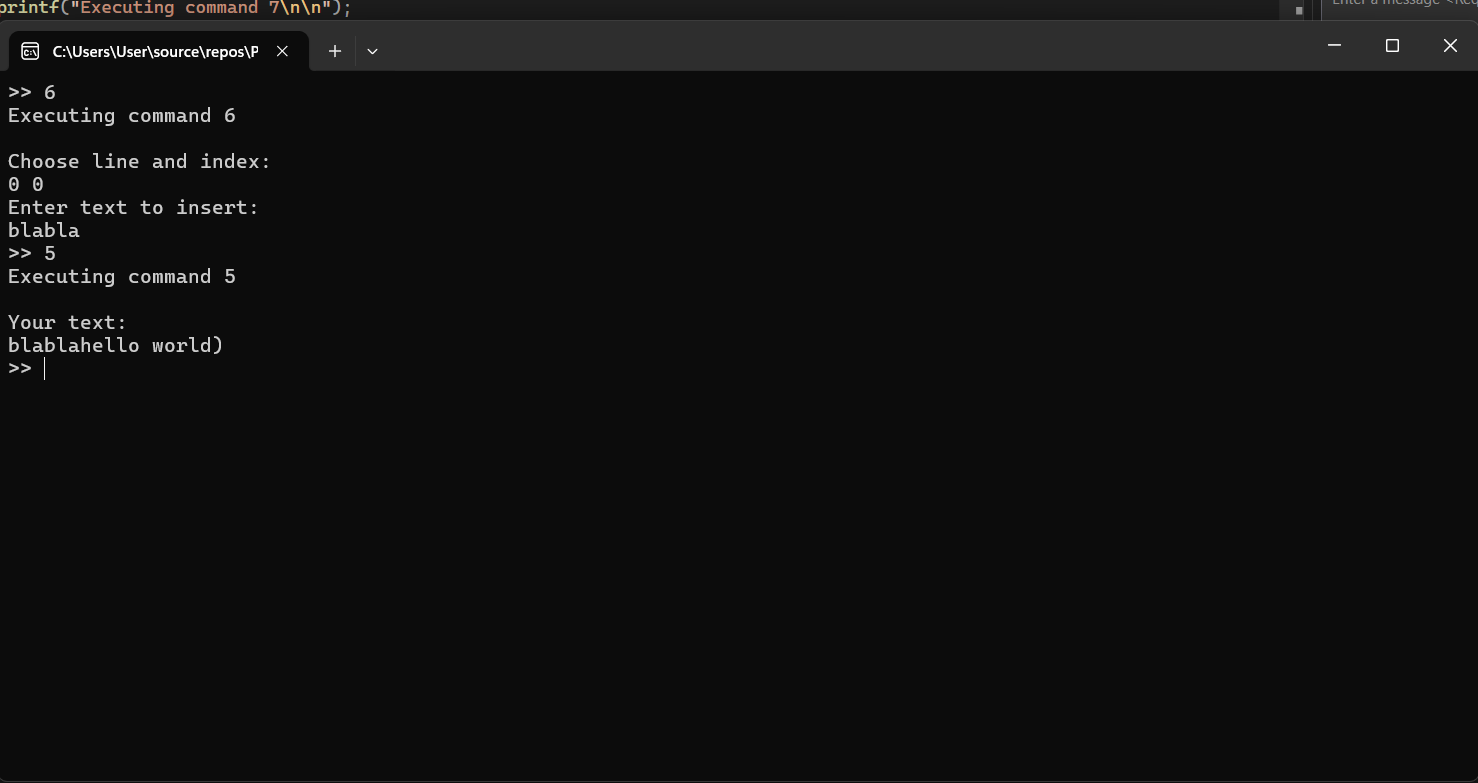 printf("Executing command 7\n\n");
Enter a message <Req
C:\Users\User\source\repos\P
>> 6
Executing command 6
Choose line and index:
0 0
Enter text to insert:
blabla
>> 5
Executing command 5
Your text:
blablahello world)
>>